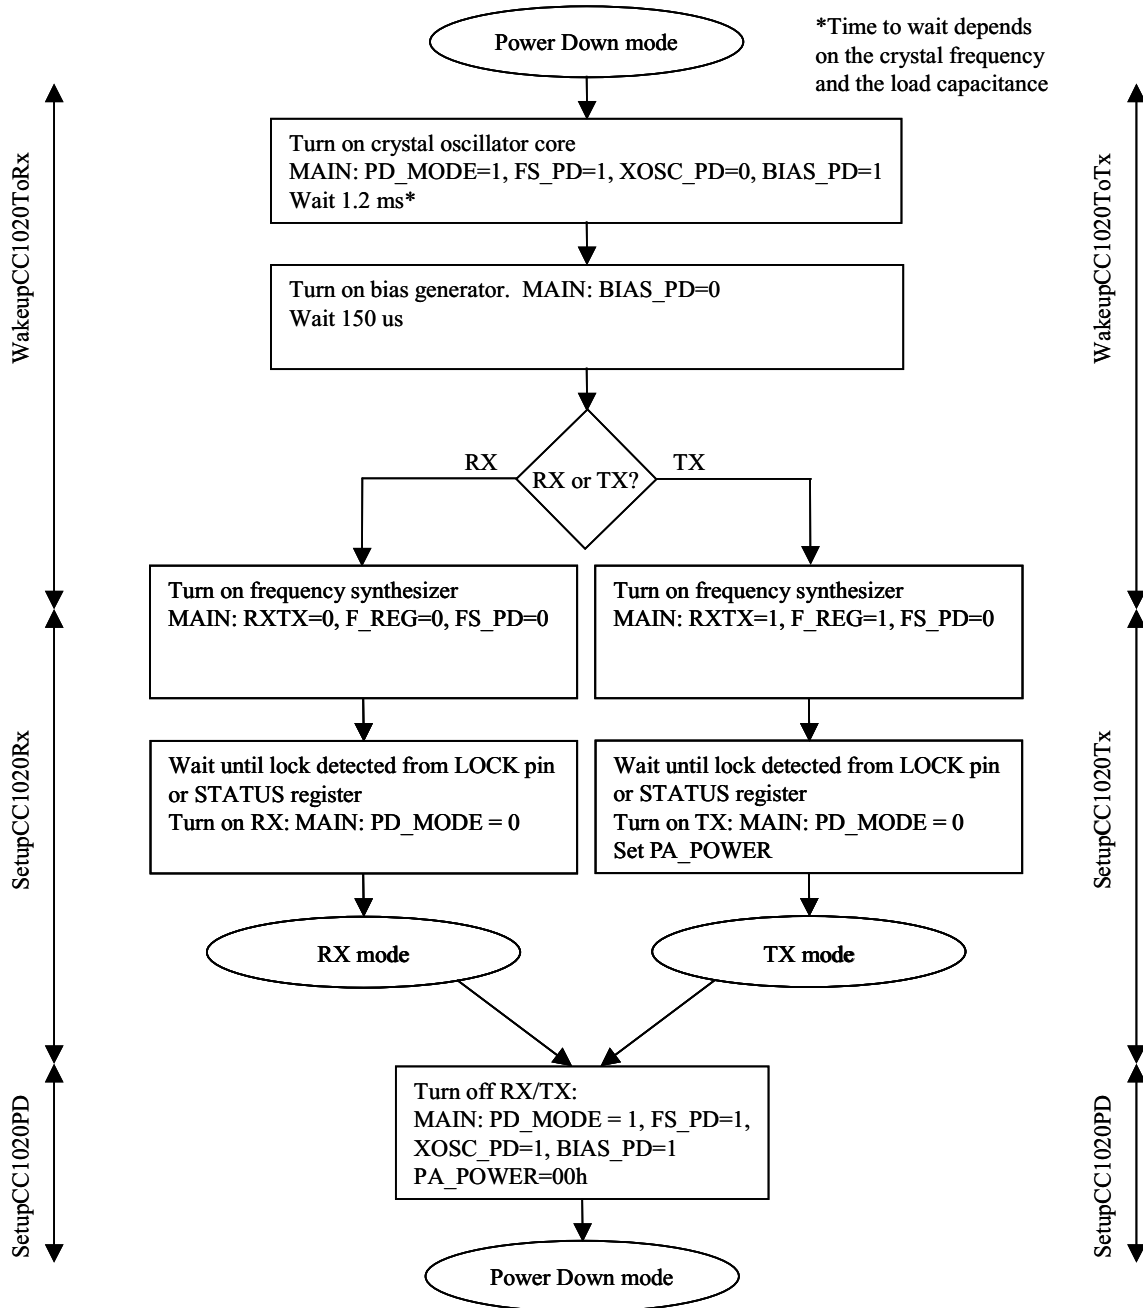 Power Down mode
*Time to wait depends
on the crystal frequency
and the load capacitance
WakeupCC1020ToRx
WakeupCC1020ToTx
Turn on crystal oscillator core
MAIN: PD_MODE=1, FS_PD=1, XOSC_PD=0, BIAS_PD=1
Wait 1.2 ms*
Turn on bias generator.  MAIN: BIAS_PD=0
Wait 150 us
RX
RX or TX?
TX
Turn on frequency synthesizer
MAIN: RXTX=0, F_REG=0, FS_PD=0
Turn on frequency synthesizer
MAIN: RXTX=1, F_REG=1, FS_PD=0
SetupCC1020Rx
SetupCC1020Tx
Wait until lock detected from LOCK pin
or STATUS register
Turn on RX: MAIN: PD_MODE = 0
Wait until lock detected from LOCK pin
or STATUS register
Turn on TX: MAIN: PD_MODE = 0
Set PA_POWER
RX mode
TX mode
SetupCC1020PD
SetupCC1020PD
Turn off RX/TX:
MAIN: PD_MODE = 1, FS_PD=1,
XOSC_PD=1, BIAS_PD=1
PA_POWER=00h
Power Down mode